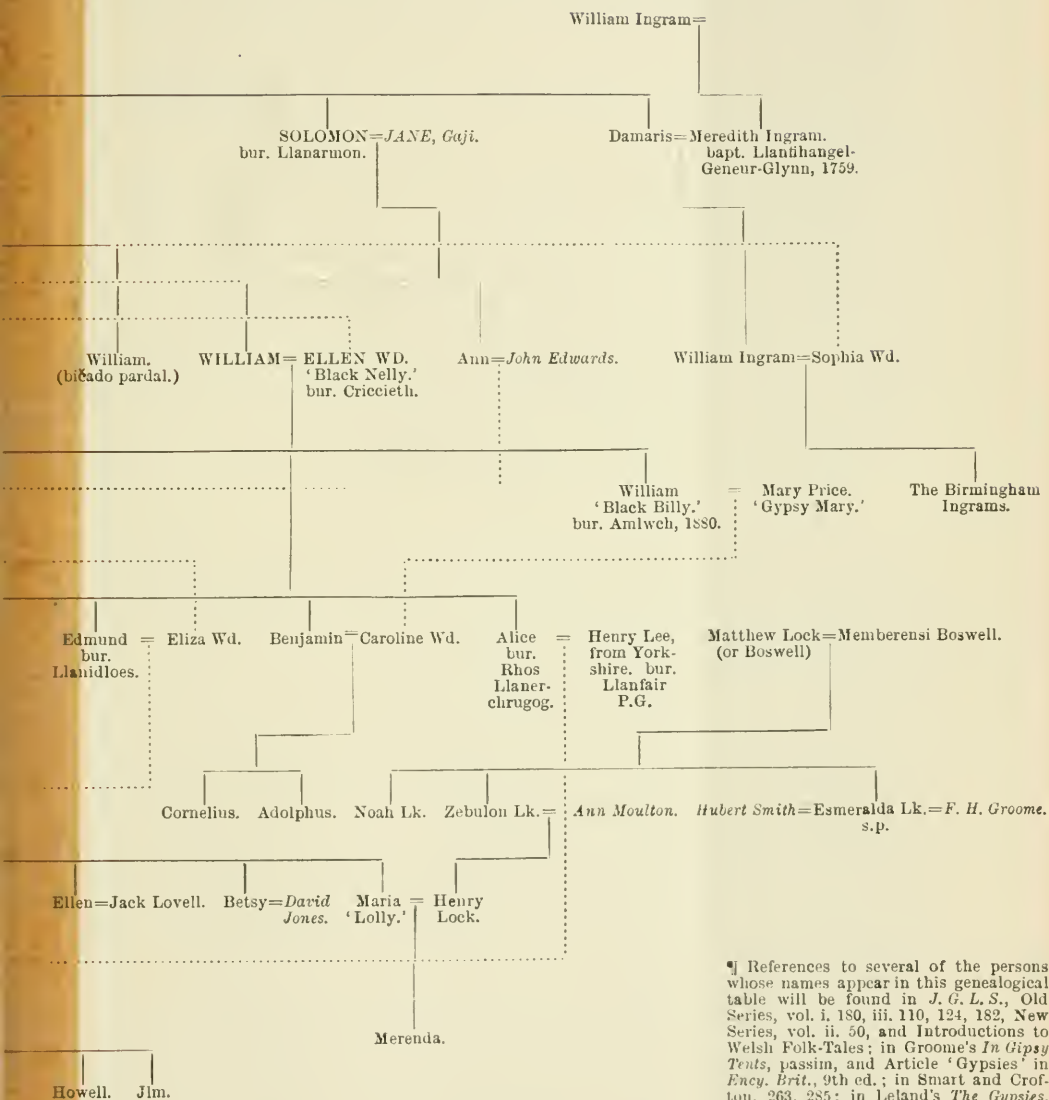 William Ingram=
SOLOMON=JANE, Gaji.
bur. Llanarmon.
Damaris=Meredith Ingram.
bapt. Llantihangel-
Geneur-Glynn, 1759.
William.
(bičado pardal.)
WILLIAM= ELLEN WD.
'Black Nelly.'
bur. Criccieth.
Ann=John Edwards.
William Ingram=Sophia Wd.
William
'Black Billy.'
bur. Amlwch, 1880.
= Mary Price.
'Gypsy Mary.'
The Birmingham
Ingrams.
Edmund = Eliza Wd.
bur.
Llanidloes.
Benjamin=Caroline Wd.
Alice =
bur.
Rhos
Llaner-
chrugog.
Henry Lee,
from York-
shire. bur.
Llanfair
P.G.
Matthew Lock=Memberensi Boswell.
(or Boswell)
Cornelius. Adolphus. Noah Lk. Zebulon Lk.= Ann Moulton. Hubert Smith=Esmeralda Lk.=F. H. Groome.
s.p.
Ellen=Jack Lovell. Betsy=David
Jones.
Maria = Henry
'Lolly.' Lock.
Merenda.
Howell. Jim.
¶ References to several of the persons
whose names appear in this genealogical
table will be found in J. G. L. S., Old
Series, vol. i. 180, iii. 110, 124, 182, New
Series, vol. ii. 50, and Introductions to
Welsh Folk-Tales; in Groome's In Gipsy
Tents, passim, and Article 'Gypsies' in
Ency. Brit., 9th ed.; in Smart and Crof-
ton, 263, 285; in Leland's The Gypsies,